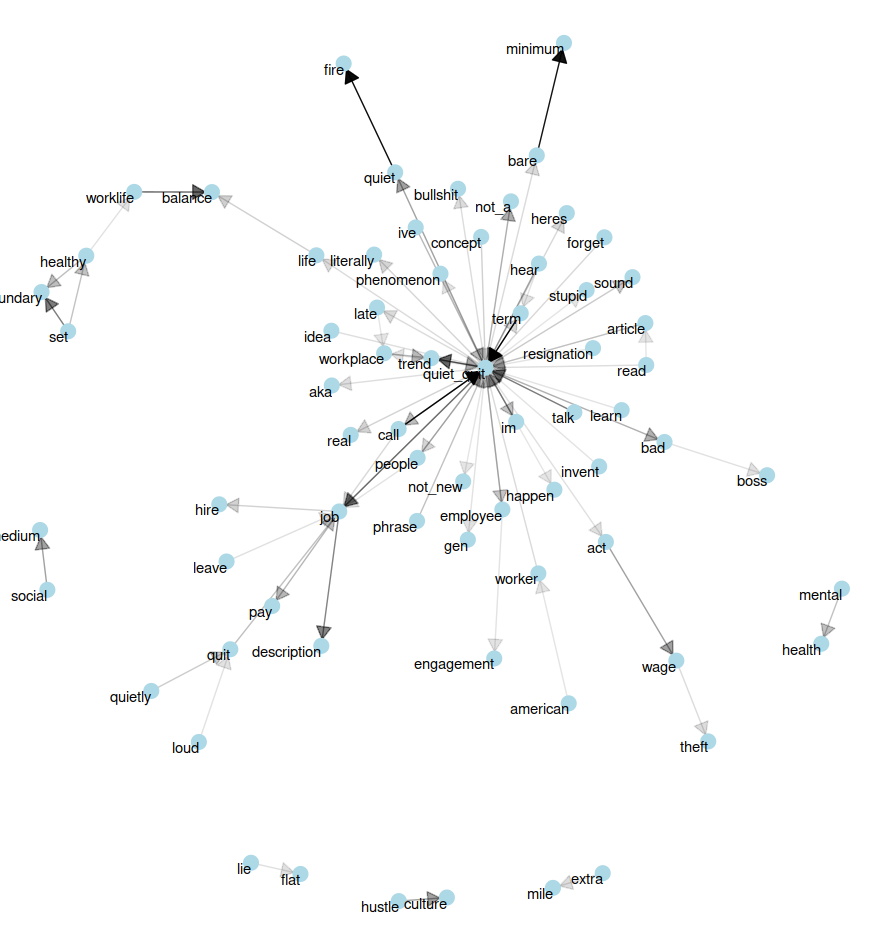 minimum
fire
bare
quiet
bullshit
worklife
balance
not_a
heres
ive
concept
forget
healthy
life
literally
hear
phenomenon
sound
stupid
undary
late
term
set
idea
article
workplace
trend
resignation
quiet_quit
read
aka
talk
learn
real
call
im
bad
people
invent
boss
not_new
happen
hire
job
phrase
employee
edium
gen
act
leave
worker
social
mental
pay
health
quit
description
engagement
wage
quietly
american
loud
theft
lie
flat
extra
mile
hustle
culture